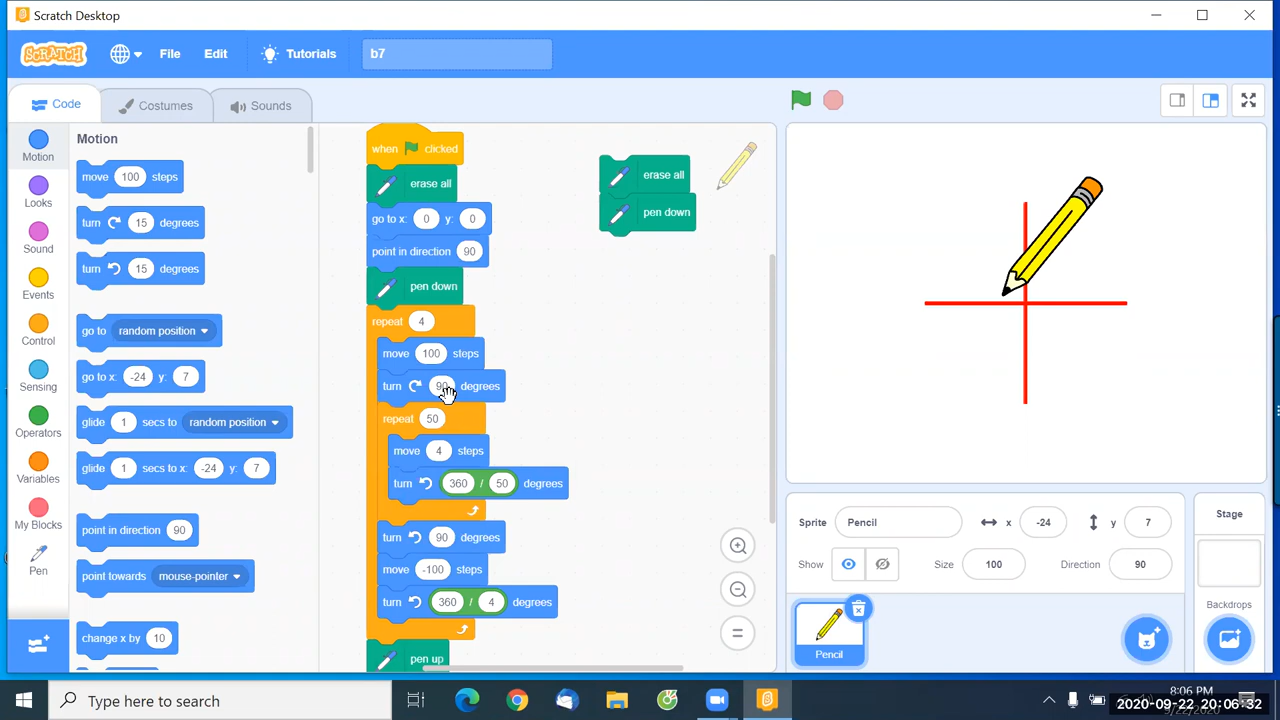 Scratch Desktop
SCRATCH
File
Edit
Tutorials
b7
Code
Costumes
Sounds
Motion
Looks
Sound
Events
Control
Sensing
Operators
Variables
My Blocks
Pen
Motion
move 100 steps
turn 15 degrees
turn 15 degrees
go to random position
go to x: -24 y: 7
glide 1 secs to random position
glide 1 secs to x: -24 y: 7
point in direction 90
point towards mouse-pointer
change x by 10
when clicked
erase all
go to x: 0 y: 0
point in direction 90
pen down
repeat 4
move 100 steps
turn 90 degrees
repeat 50
move 4 steps
turn 360 / 50 degrees
turn 90 degrees
move -100 steps
turn 360 / 4 degrees
pen up
erase all
pen down
Sprite Pencil x -24 y 7
Show Size 100 Direction 90
Pencil
Stage
Backdrops
Type here to search
8:06 PM
2020-09-22 20:06:32